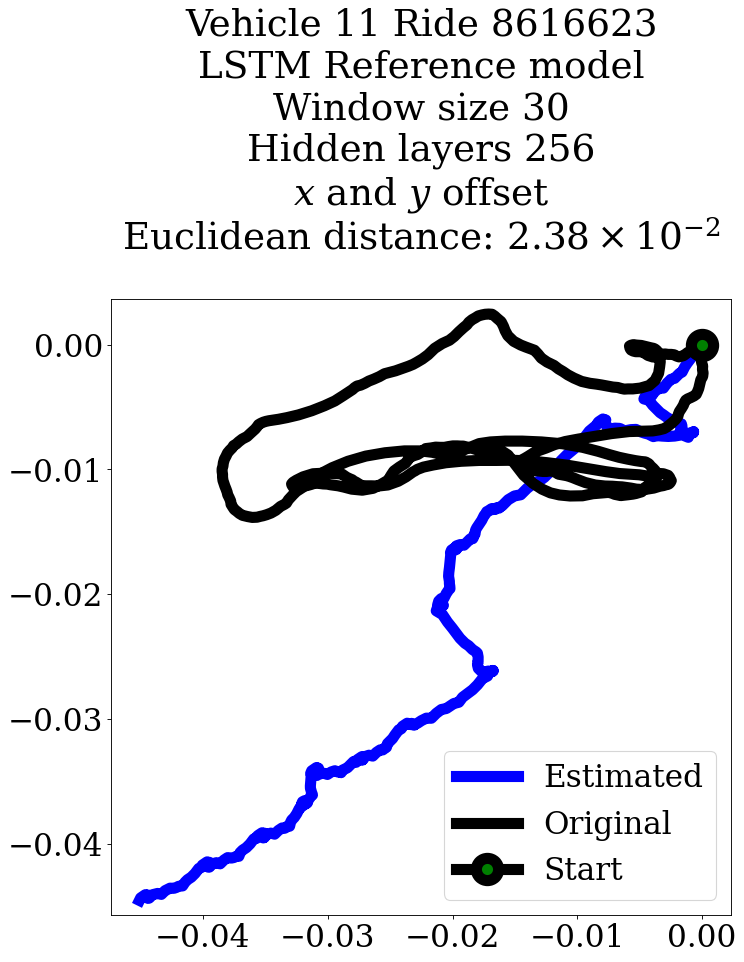 Vehicle 11 Ride 8616623
LSTM Reference model
Window size 30
Hidden layers 256
x and y offset
Euclidean distance: 2.38 × 10⁻²
0.00
−0.01
−0.02
−0.03
−0.04
Estimated
Original
Start
−0.04 −0.03 −0.02 −0.01 0.00